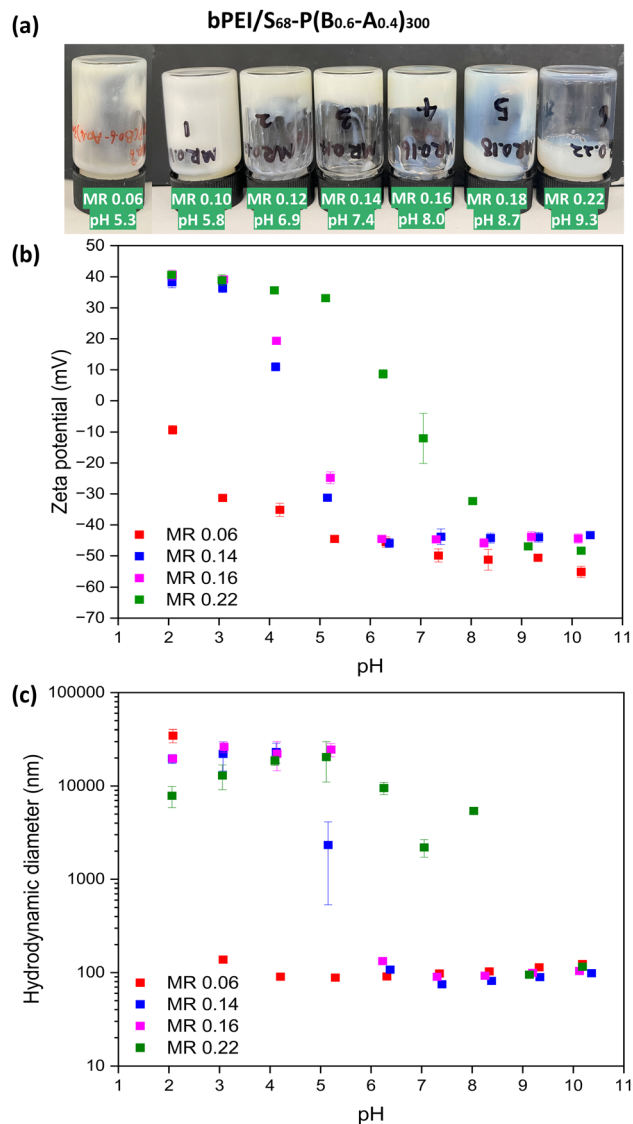 (a)
bPEI/S68-P(B0.6-A0.4)300
1
2
3
4
5
6
MR 0.06
pH 5.3
MR 0.10
pH 5.8
MR 0.12
pH 6.9
MR 0.14
pH 7.4
MR 0.16
pH 8.0
MR 0.18
pH 8.7
MR 0.22
pH 9.3
(b)
50
40
30
20
10
0
−10
−20
−30
−40
−50
−60
−70
Zeta potential (mV)
MR 0.06
MR 0.14
MR 0.16
MR 0.22
1 2 3 4 5 6 7 8 9 10 11
pH
(c)
100000
10000
1000
100
10
Hydrodynamic diameter (nm)
MR 0.06
MR 0.14
MR 0.16
MR 0.22
1 2 3 4 5 6 7 8 9 10 11
pH